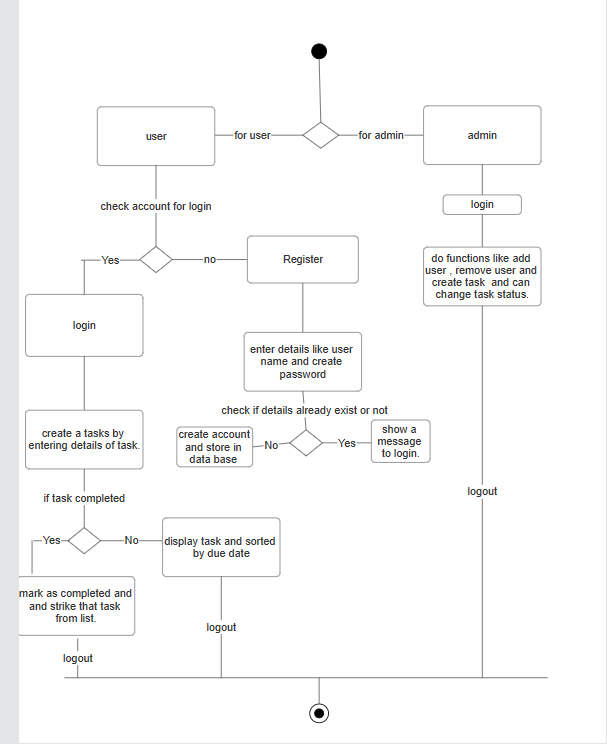 user
for user
for admin
admin
check account for login
login
Yes
no
Register
do functions like add
user , remove user and
create task and can
change task status.
login
enter details like user
name and create
password
check if details already exist or not
create a tasks by
entering details of task.
create account
and store in
data base
No
Yes
show a
message
to login.
logout
if task completed
Yes
No
display task and sorted
by due date
mark as completed and
and strike that task
from list.
logout
logout